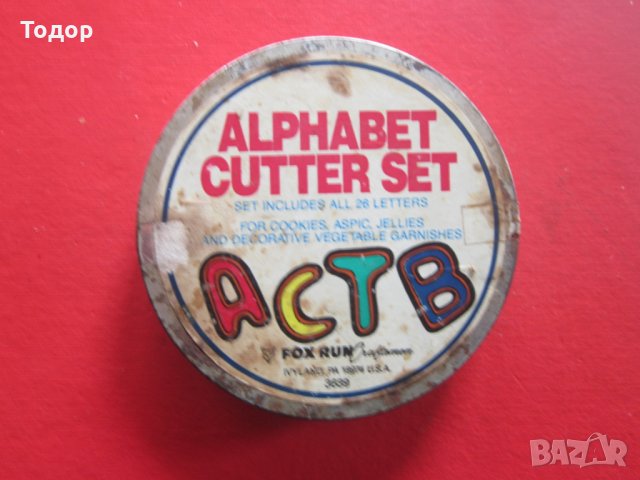 Тодор
ALPHABET
CUTTER SET
SET INCLUDES ALL 26 LETTERS
FOR COOKIES, ASPIC, JELLIES
AND DECORATIVE VEGETABLE GARNISHES
ACTB
FOX RUN Craftsmen
IVYLAND, PA 18974 U.S.A.
3639
BAZAR